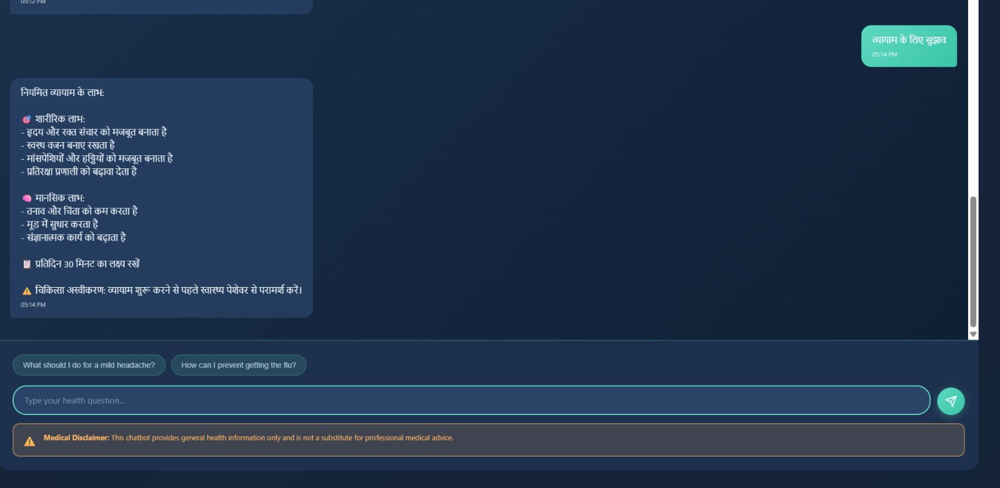 05:12 PM
व्यायाम के लिए सुझाव
05:14 PM
नियमित व्यायाम के लाभ:
🎯 शारीरिक लाभ:
- हृदय और रक्त संचार को मजबूत बनाता है
- स्वस्थ वजन बनाए रखता है
- मांसपेशियों और हड्डियों को मजबूत बनाता है
- प्रतिरक्षा प्रणाली को बढ़ावा देता है
🧠 मानसिक लाभ:
- तनाव और चिंता को कम करता है
- मूड में सुधार करता है
- संज्ञानात्मक कार्य को बढ़ाता है
📋 प्रतिदिन 30 मिनट का लक्ष्य रखें
⚠️ चिकित्सा अस्वीकरण: व्यायाम शुरू करने से पहले स्वास्थ्य पेशेवर से परामर्श करें।
05:14 PM
What should I do for a mild headache? How can I prevent getting the flu?
Type your health question...
⚠️ Medical Disclaimer: This chatbot provides general health information only and is not a substitute for professional medical advice.